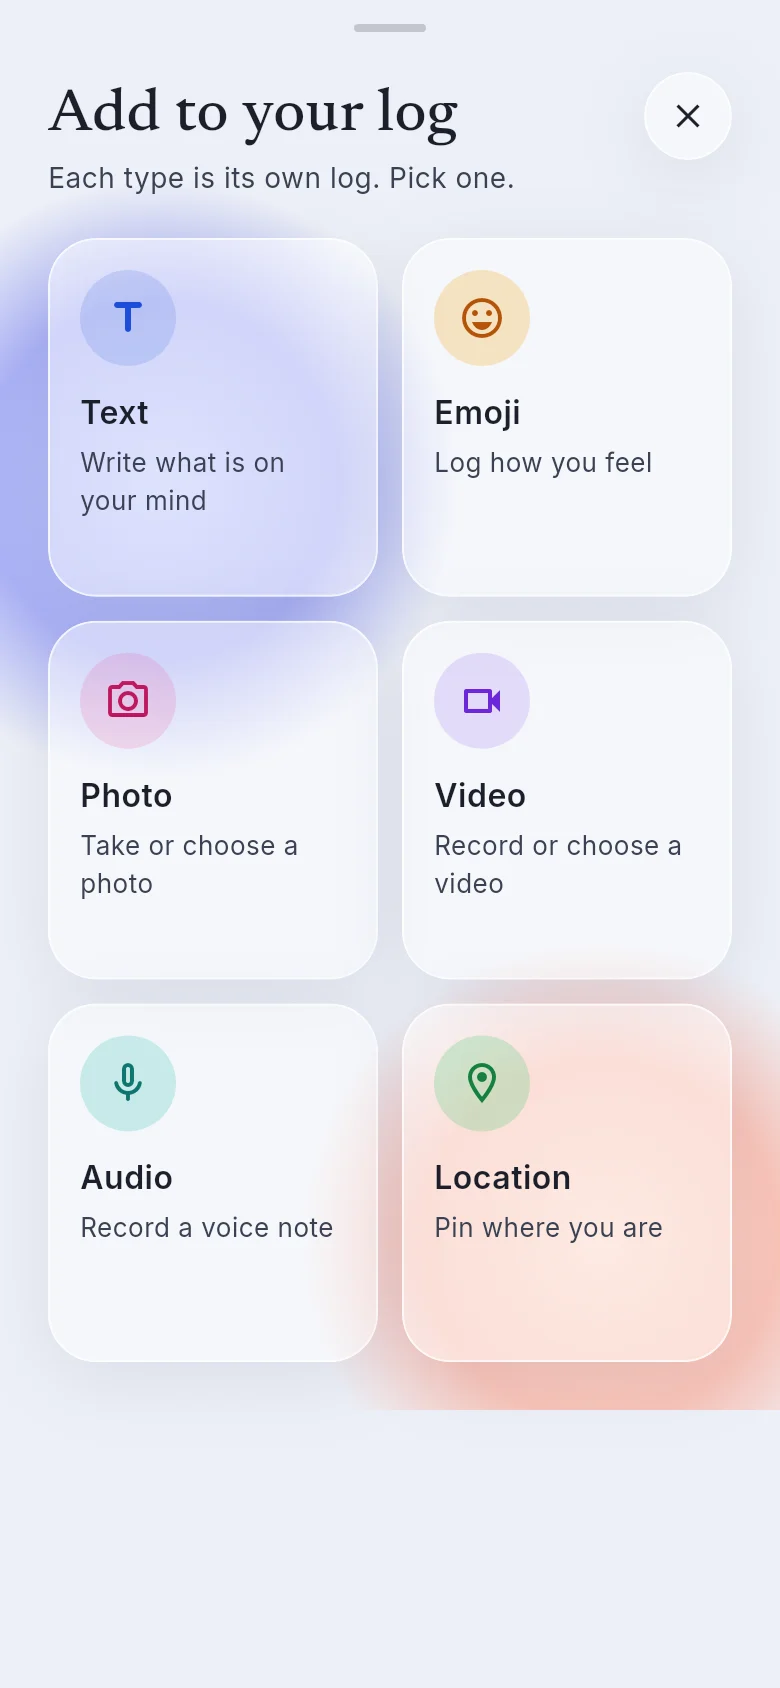 Add to your log
Each type is its own log. Pick one.
Text
Write what is on
your mind
Emoji
Log how you feel
Photo
Take or choose a
photo
Video
Record or choose a
video
Audio
Record a voice note
Location
Pin where you are